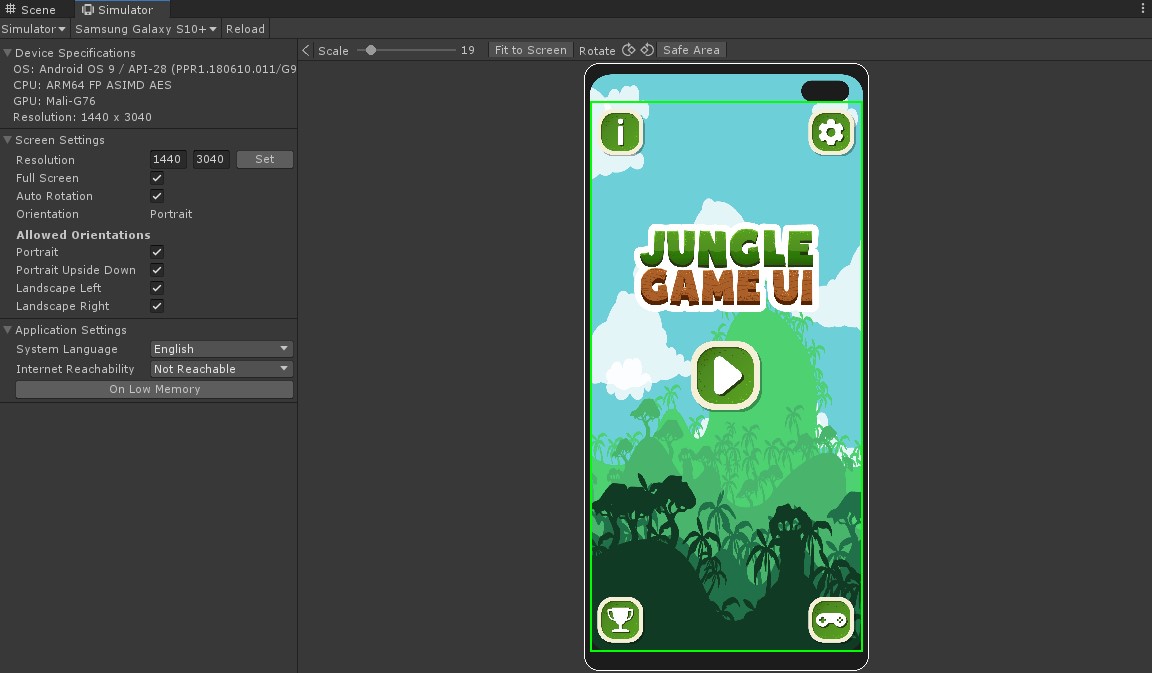 Scene Simulator
Simulator Samsung Galaxy S10+ Reload
Scale 19 Fit to Screen Rotate Safe Area
Device Specifications
OS: Android OS 9 / API-28 (PPR1.180610.011/G9
CPU: ARM64 FP ASIMD AES
GPU: Mali-G76
Resolution: 1440 x 3040
Screen Settings
Resolution 1440 3040 Set
Full Screen
Auto Rotation
Orientation Portrait
Allowed Orientations
Portrait
Portrait Upside Down
Landscape Left
Landscape Right
Application Settings
System Language English
Internet Reachability Not Reachable
On Low Memory
i
JUNGLE
GAME UI